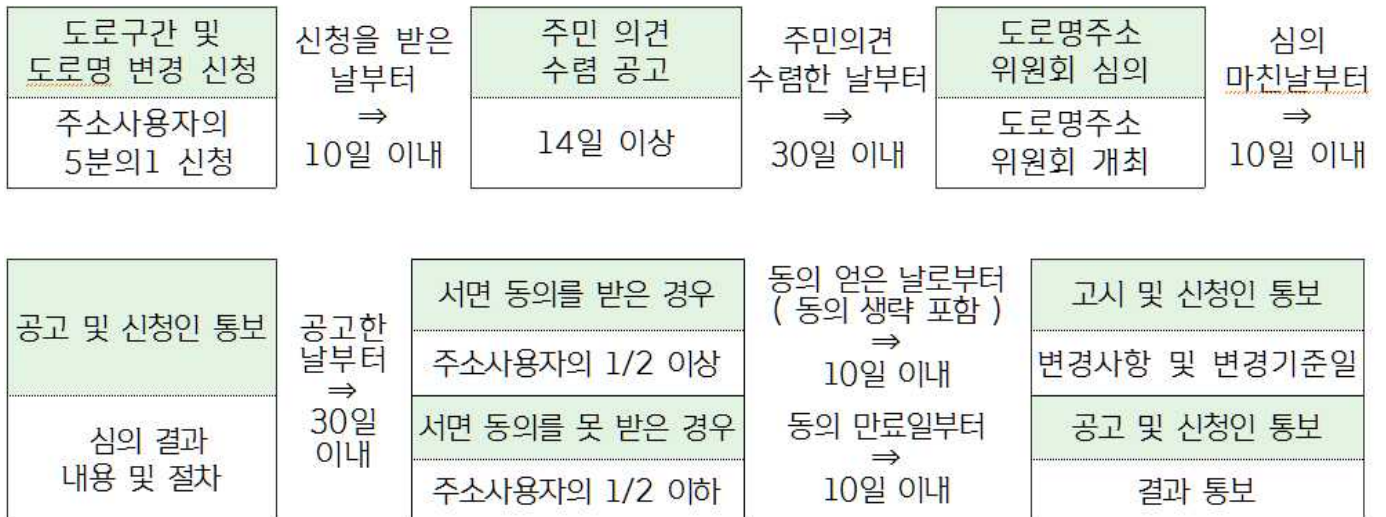 도로구간 및
도로명 변경 신청
주소사용자의
5분의1 신청
신청을 받은
날부터
⇒
10일 이내
주민 의견
수렴 공고
14일 이상
주민의견
수렴한 날부터
⇒
30일 이내
도로명주소
위원회 심의
도로명주소
위원회 개최
심의
마친날부터
⇒
10일 이내
공고 및 신청인 통보
심의 결과
내용 및 절차
공고한
날부터
⇒
30일
이내
서면 동의를 받은 경우
주소사용자의 1/2 이상
동의 얻은 날로부터
( 동의 생략 포함 )
⇒
10일 이내
고시 및 신청인 통보
변경사항 및 변경기준일
서면 동의를 못 받은 경우
주소사용자의 1/2 이하
동의 만료일부터
⇒
10일 이내
공고 및 신청인 통보
결과 통보